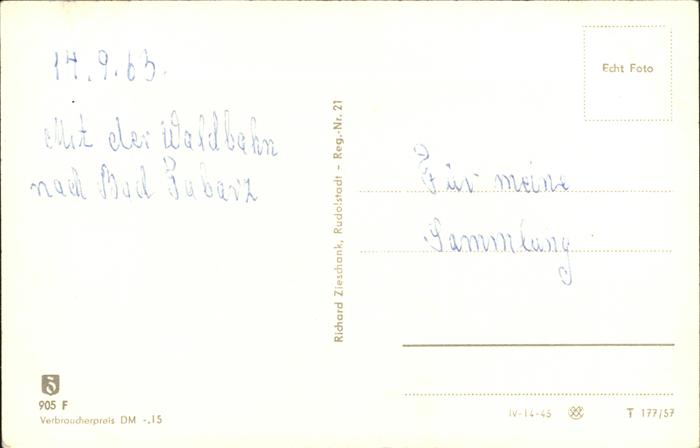 14.9.63.
Mit der Waldbahn
nach Bad Tabarz
905 F
Verbraucherpreis DM -.15
Richard Zieschank, Rudolstadt - Reg.-Nr. 21
Echt Foto
Für meine
Sammlung
IV-14-45
T 177/57